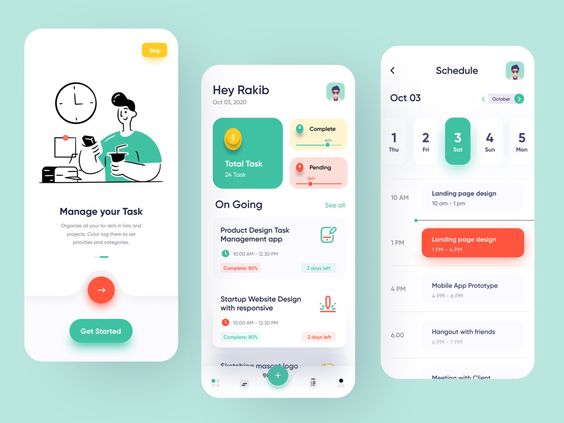 Skip
Manage your Task
Organize all your to-do's in lists and
projects. Color tag them to set
priorities and categories.
Get Started
Hey Rakib
Oct 03, 2020
Total Task
24 Task
Complete
Pending
On Going
See all
Product Design Task
Management app
10:00 AM - 12.30 PM
Complete: 80%
3 days left
Startup Website Design
with responsive
10:00 AM - 12.30 PM
Complete: 80%
2 days left
Sketching mascot logo
Schedule
Oct 03
October
1 2 3 4 5
Thu Fri Sat Sun Mon
10 AM
Landing page design
10 am - 1 pm
1 PM
Landing page design
1 PM - 4 PM
4 PM
Mobile App Prototype
4 PM - 6 PM
6.00
Hangout with friends
6 PM - 7 PM
Meeting with Client